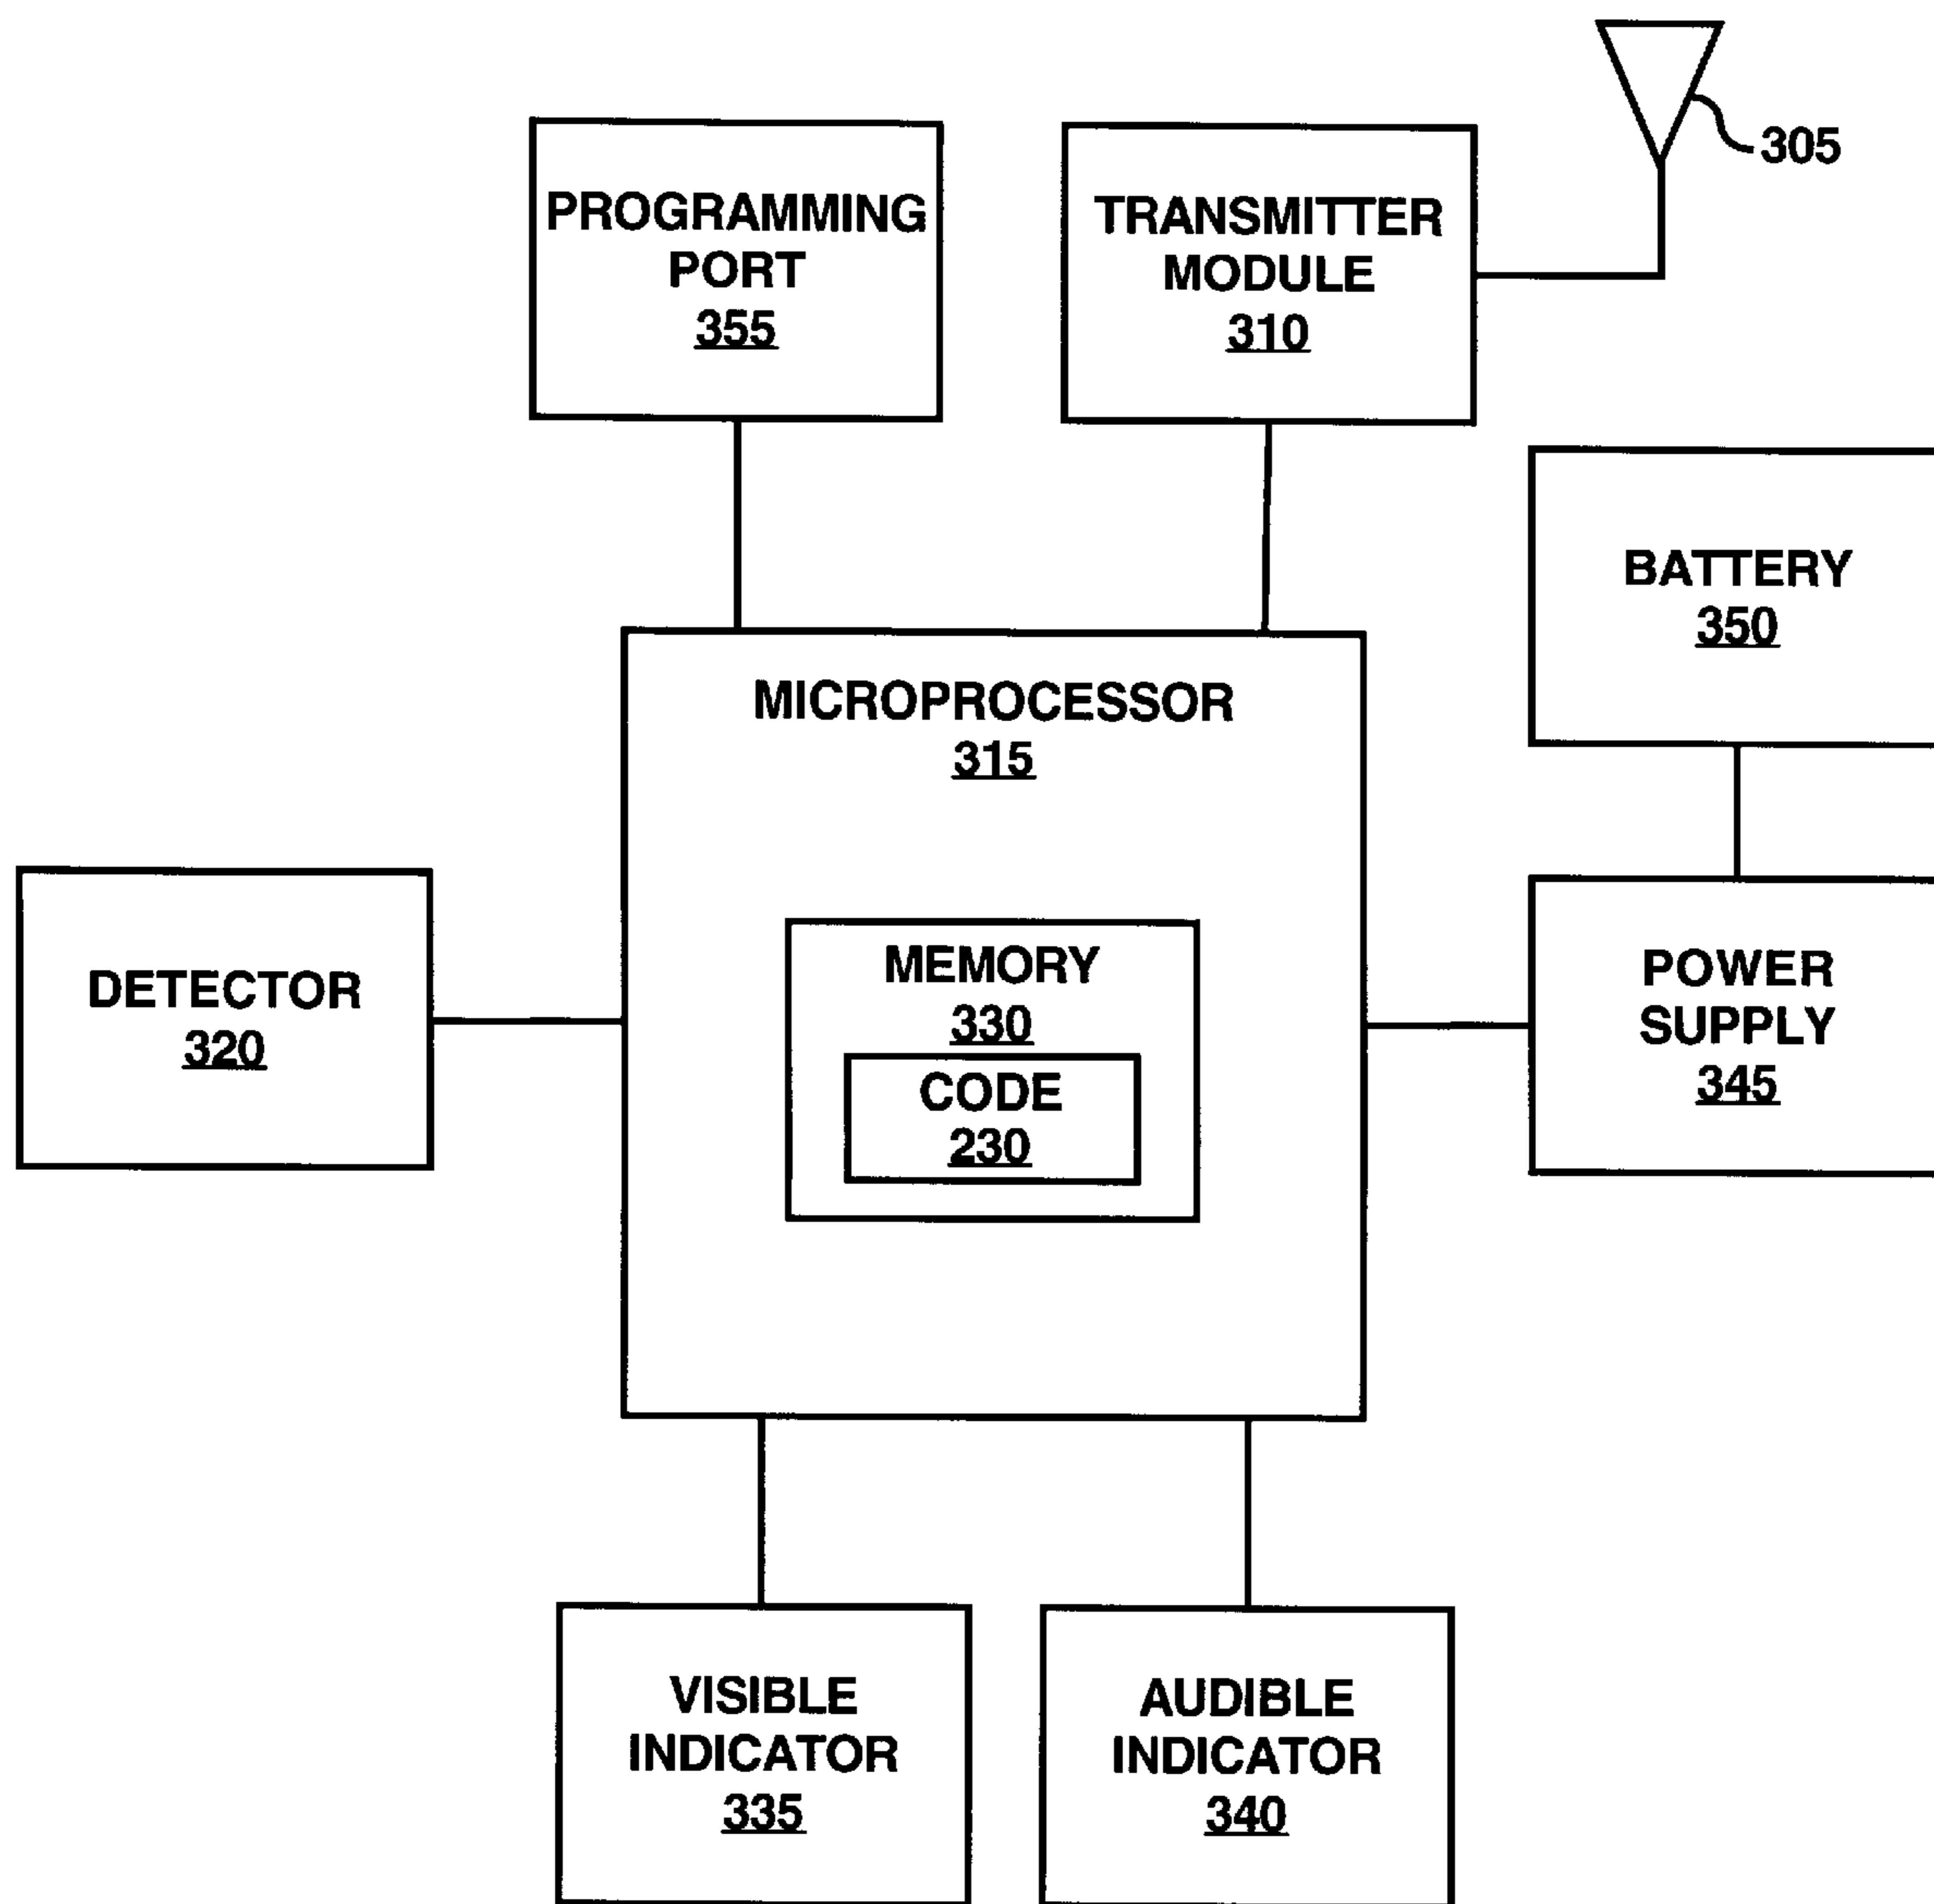 305
PROGRAMMING
PORT
355
TRANSMITTER
MODULE
310
BATTERY
350
MICROPROCESSOR
315
DETECTOR
320
MEMORY
330
CODE
230
POWER
SUPPLY
345
VISIBLE
INDICATOR
335
AUDIBLE
INDICATOR
340